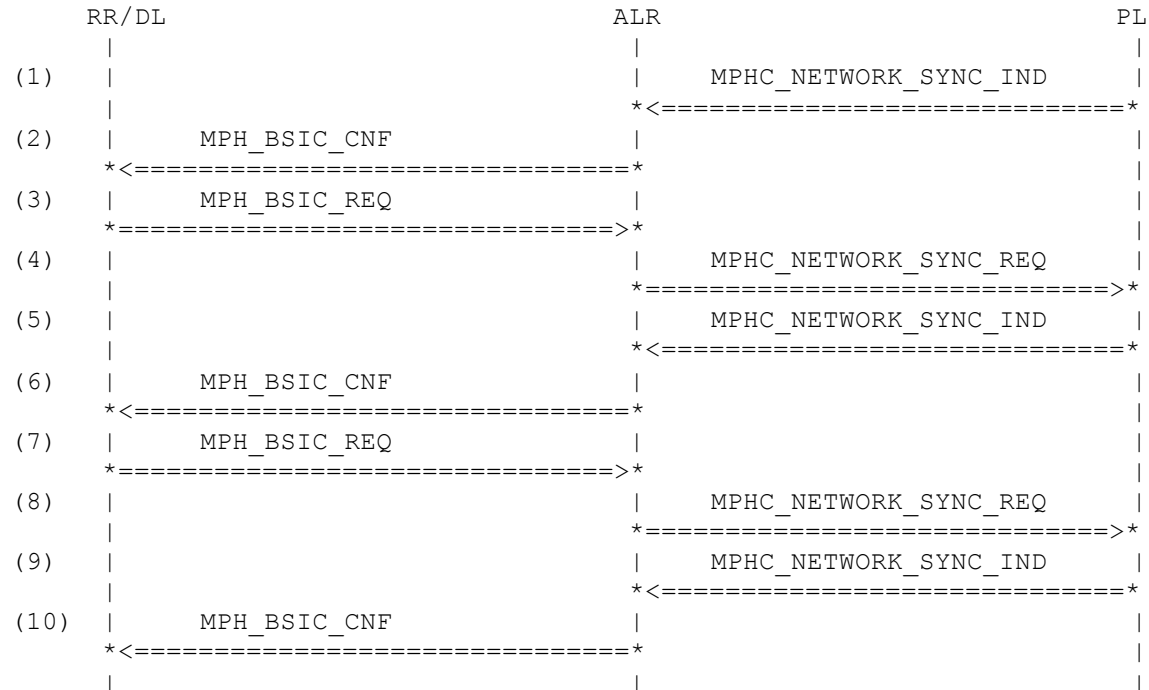 RR/DL ALR PL
(1) MPHC_NETWORK_SYNC_IND
(2) MPH_BSIC_CNF
(3) MPH_BSIC_REQ
(4) MPHC_NETWORK_SYNC_REQ
(5) MPHC_NETWORK_SYNC_IND
(6) MPH_BSIC_CNF
(7) MPH_BSIC_REQ
(8) MPHC_NETWORK_SYNC_REQ
(9) MPHC_NETWORK_SYNC_IND
(10) MPH_BSIC_CNF